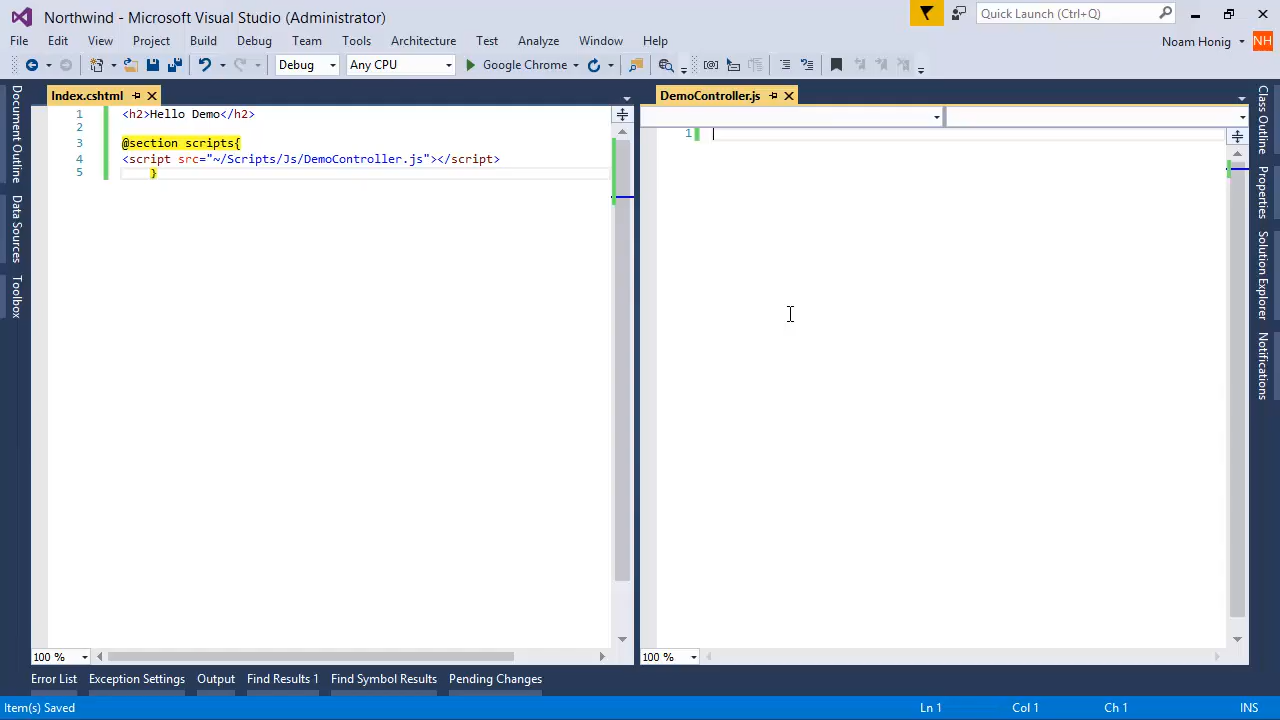 Northwind - Microsoft Visual Studio (Administrator)
Quick Launch (Ctrl+Q)
File Edit View Project Build Debug Team Tools Architecture Test Analyze Window Help
Noam Honig NH
Debug Any CPU Google Chrome
Index.cshtml
DemoController.js
1 <h2>Hello Demo</h2>
2
3 @section scripts{
4 <script src="~/Scripts/Js/DemoController.js"></script>
5 }
1
Document Outline
Data Sources
Toolbox
Class Outline
Properties
Solution Explorer
Notifications
100 %
100 %
Error List Exception Settings Output Find Results 1 Find Symbol Results Pending Changes
Item(s) Saved Ln 1 Col 1 Ch 1 INS